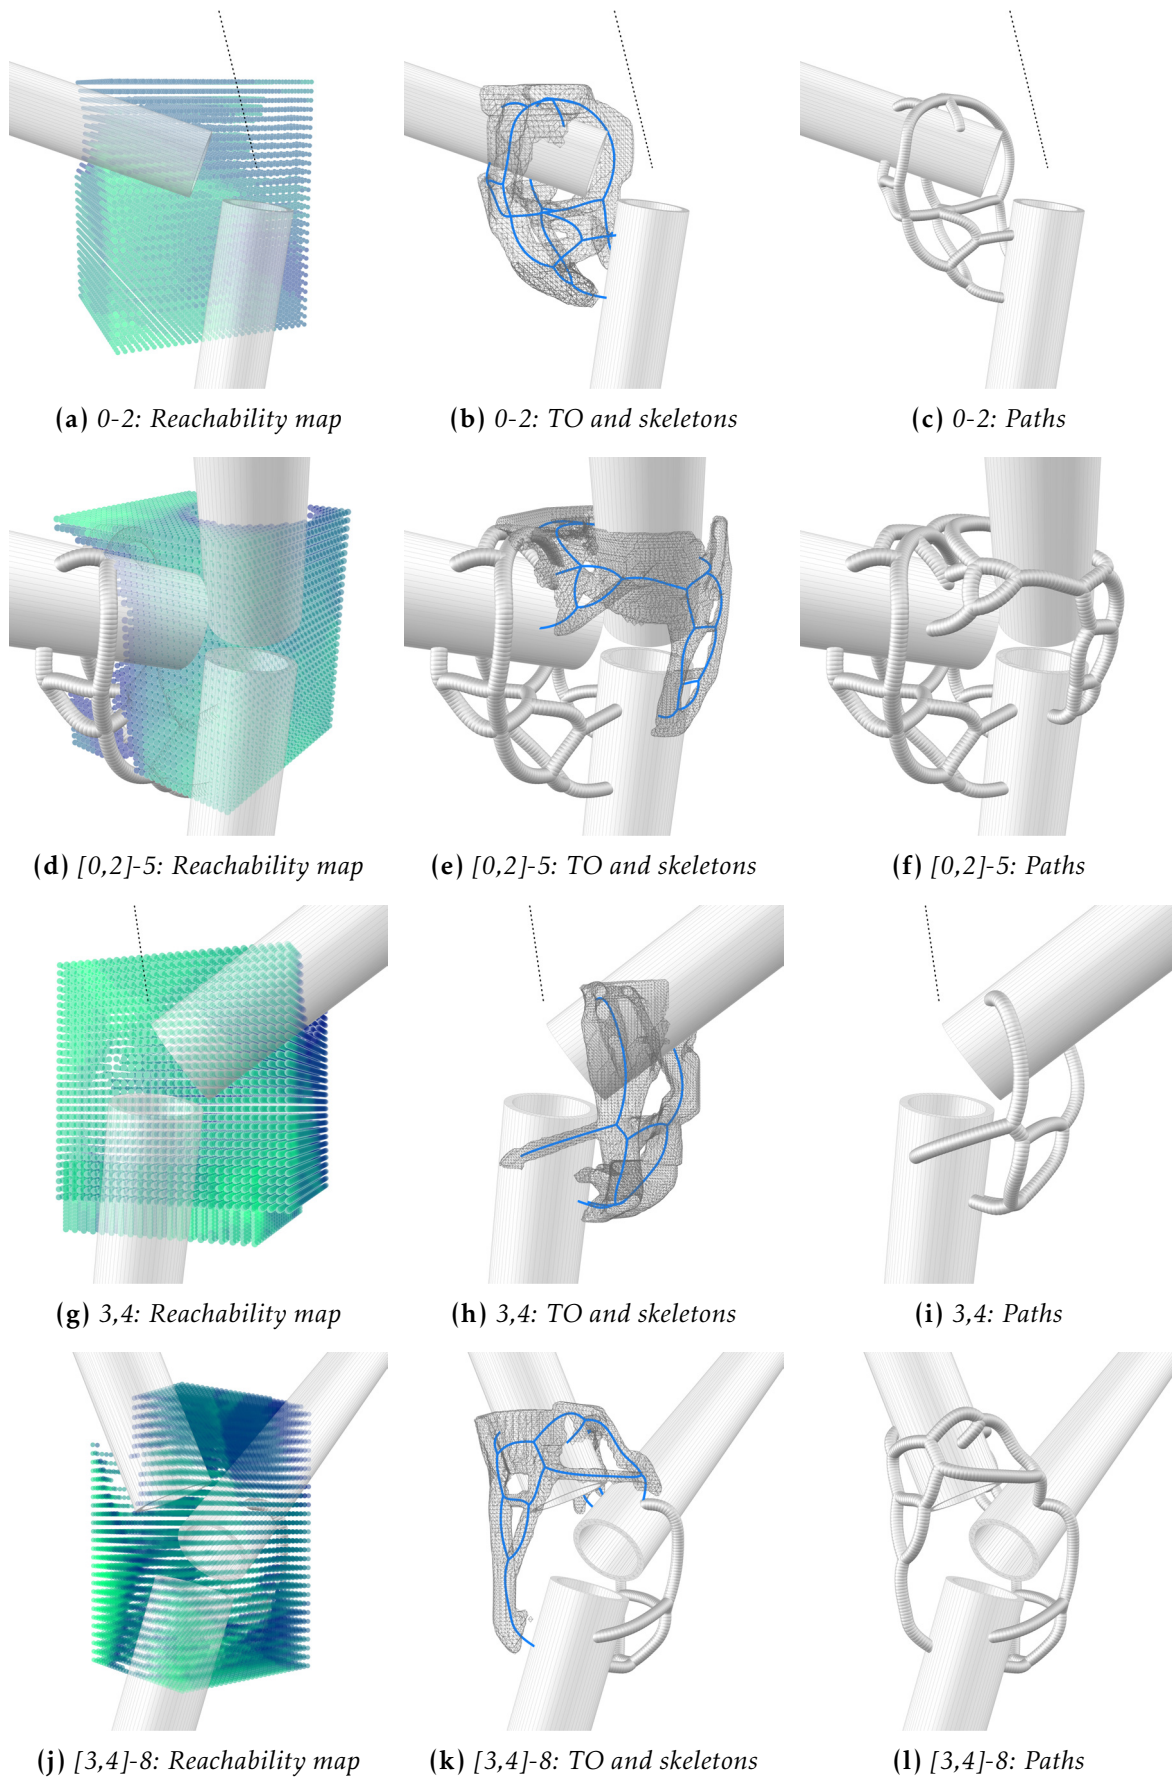 (a) 0-2: Reachability map
(b) 0-2: TO and skeletons
(c) 0-2: Paths
(d) [0,2]-5: Reachability map
(e) [0,2]-5: TO and skeletons
(f) [0,2]-5: Paths
(g) 3,4: Reachability map
(h) 3,4: TO and skeletons
(i) 3,4: Paths
(j) [3,4]-8: Reachability map
(k) [3,4]-8: TO and skeletons
(l) [3,4]-8: Paths